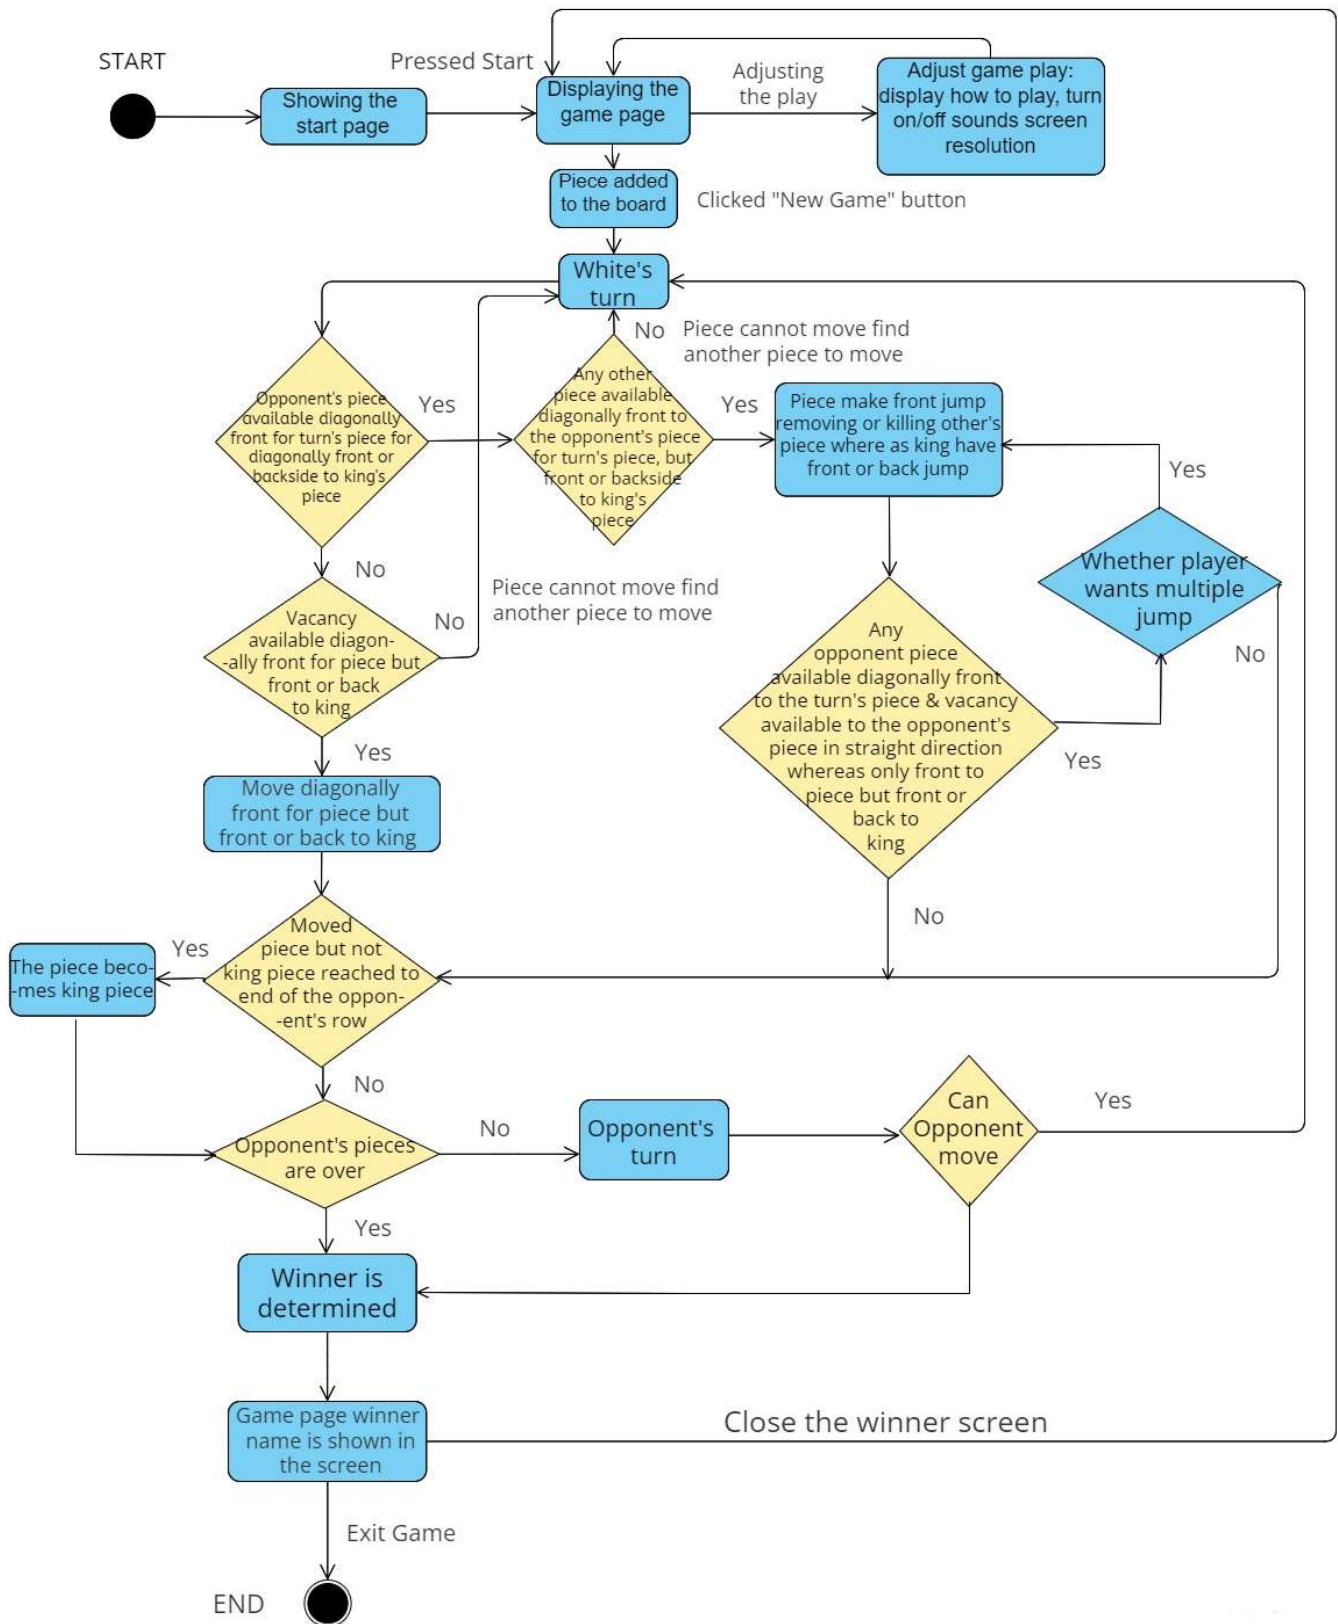 START
Pressed Start
Showing the
start page
Displaying the
game page
Adjusting
the play
Adjust game play:
display how to play, turn
on/off sounds screen
resolution
Piece added
to the board
Clicked "New Game" button
White's
turn
No
Piece cannot move find
another piece to move
Opponent's piece
available diagonally
front for turn's piece for
diagonally front or
backside to king's
piece
Yes
Any other
piece available
diagonally front to
the opponent's piece
for turn's piece, but
front or backside
to king's
piece
Yes
Piece make front jump
removing or killing other's
piece where as king have
front or back jump
Yes
Whether player
wants multiple
jump
No
No
Piece cannot move find
another piece to move
Vacancy
available diagon-
-ally front for piece but
front or back
to king
No
Any
opponent piece
available diagonally front
to the turn's piece & vacancy
available to the opponent's
piece in straight direction
whereas only front to
piece but front or
back to
king
Yes
No
Yes
Move diagonally
front for piece but
front or back to king
Moved
piece but not
king piece reached to
end of the oppon-
-ent's row
Yes
The piece beco-
-mes king piece
No
Opponent's pieces
are over
No
Opponent's
turn
Can
Opponent
move
Yes
Yes
Winner is
determined
Game page winner
name is shown in
the screen
Close the winner screen
Exit Game
END